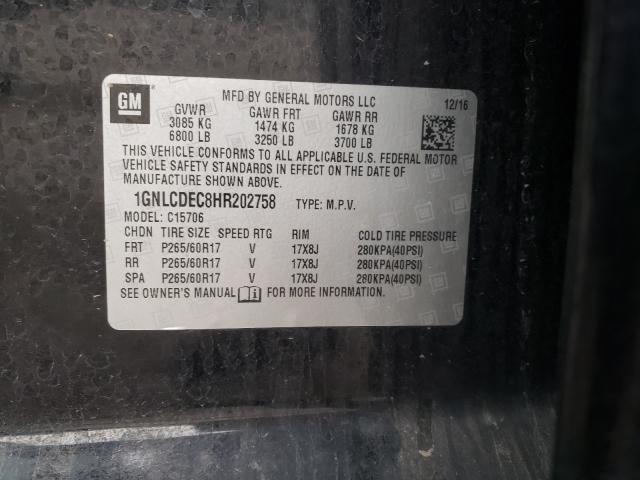 GM
MFD BY GENERAL MOTORS LLC 12/16
GVWR GAWR FRT GAWR RR
3085 KG 1474 KG 1678 KG
6800 LB 3250 LB 3700 LB
THIS VEHICLE CONFORMS TO ALL APPLICABLE U.S. FEDERAL MOTOR
VEHICLE SAFETY STANDARDS IN EFFECT ON THE DATE OF
MANUFACTURE SHOWN ABOVE.
1GNLCDEC8HR202758 TYPE: M.P.V.
MODEL: C15706
CHDN TIRE SIZE SPEED RTG RIM COLD TIRE PRESSURE
FRT P265/60R17 V 17X8J 280KPA(40PSI)
RR P265/60R17 V 17X8J 280KPA(40PSI)
SPA P265/60R17 V 17X8J 280KPA(40PSI)
SEE OWNER'S MANUAL FOR MORE INFORMATION.